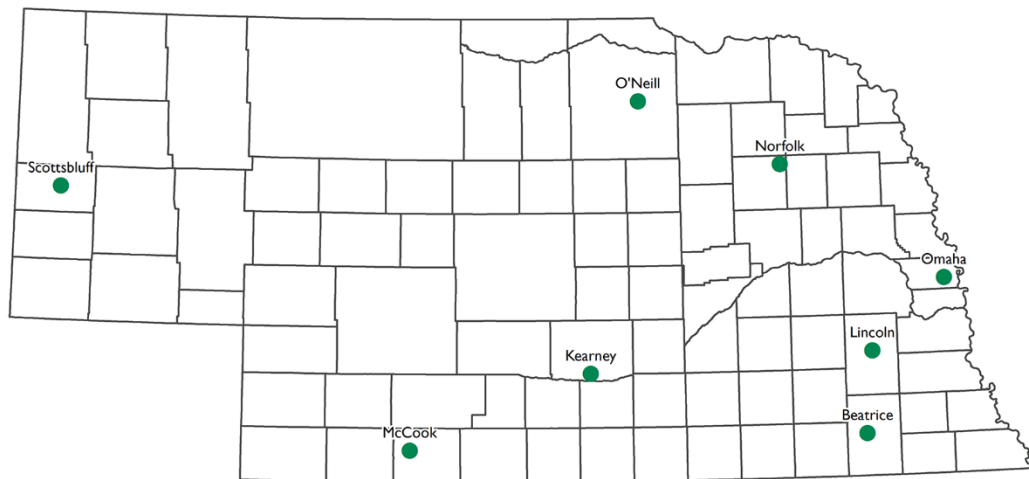 O'Neill
Norfolk
Scottsbluff
Omaha
Lincoln
Kearney
Beatrice
McCook